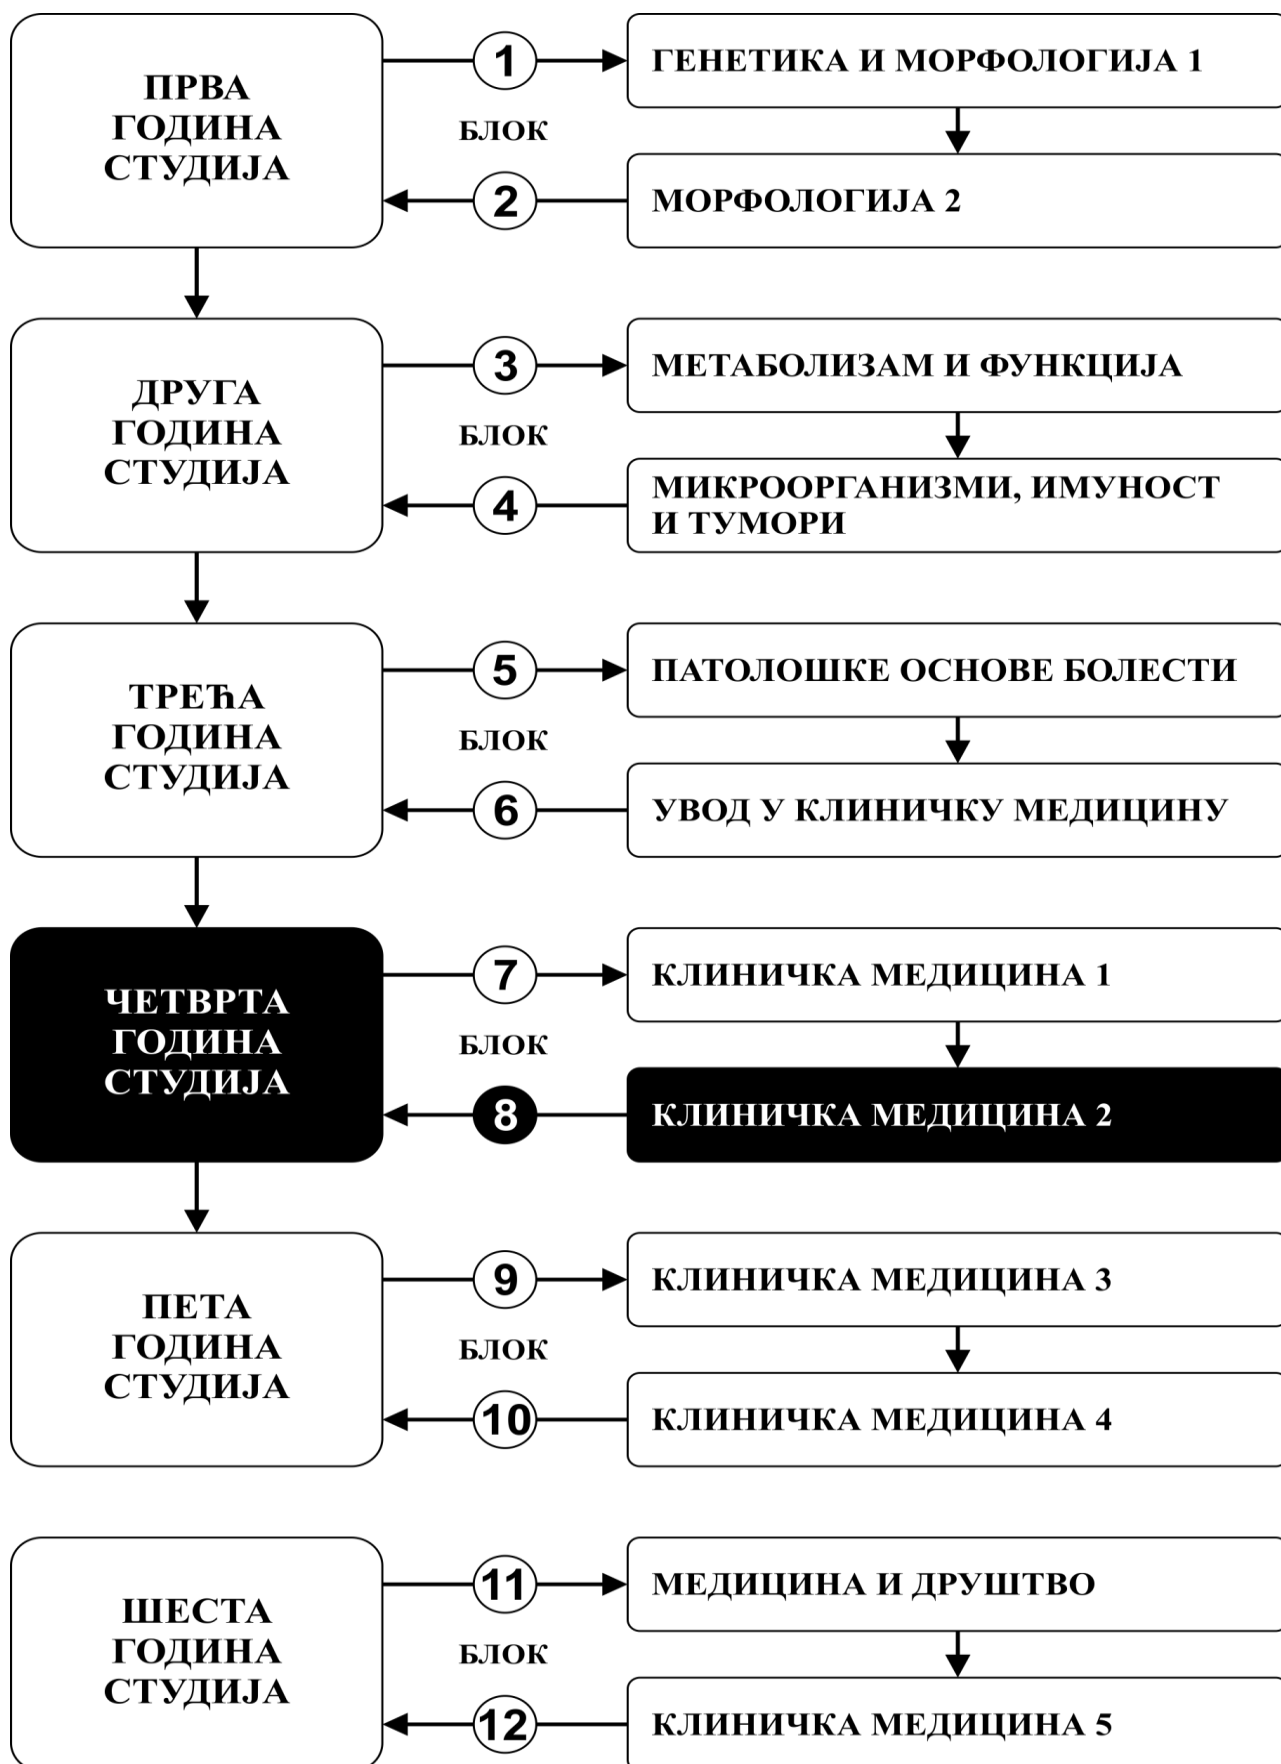 ПРВА
ГОДИНА
СТУДИЈА
1
БЛОК
2
ГЕНЕТИКА И МОРФОЛОГИЈА 1
МОРФОЛОГИЈА 2
ДРУГА
ГОДИНА
СТУДИЈА
3
БЛОК
4
МЕТАБОЛИЗАМ И ФУНКЦИЈА
МИКРООРГАНИЗМИ, ИМУНОСТ
И ТУМОРИ
ТРЕЋА
ГОДИНА
СТУДИЈА
5
БЛОК
6
ПАТОЛОШКЕ ОСНОВЕ БОЛЕСТИ
УВОД У КЛИНИЧКУ МЕДИЦИНУ
ЧЕТВРТА
ГОДИНА
СТУДИЈА
7
БЛОК
8
КЛИНИЧКА МЕДИЦИНА 1
КЛИНИЧКА МЕДИЦИНА 2
ПЕТА
ГОДИНА
СТУДИЈА
9
БЛОК
10
КЛИНИЧКА МЕДИЦИНА 3
КЛИНИЧКА МЕДИЦИНА 4
ШЕСТА
ГОДИНА
СТУДИЈА
11
БЛОК
12
МЕДИЦИНА И ДРУШТВО
КЛИНИЧКА МЕДИЦИНА 5